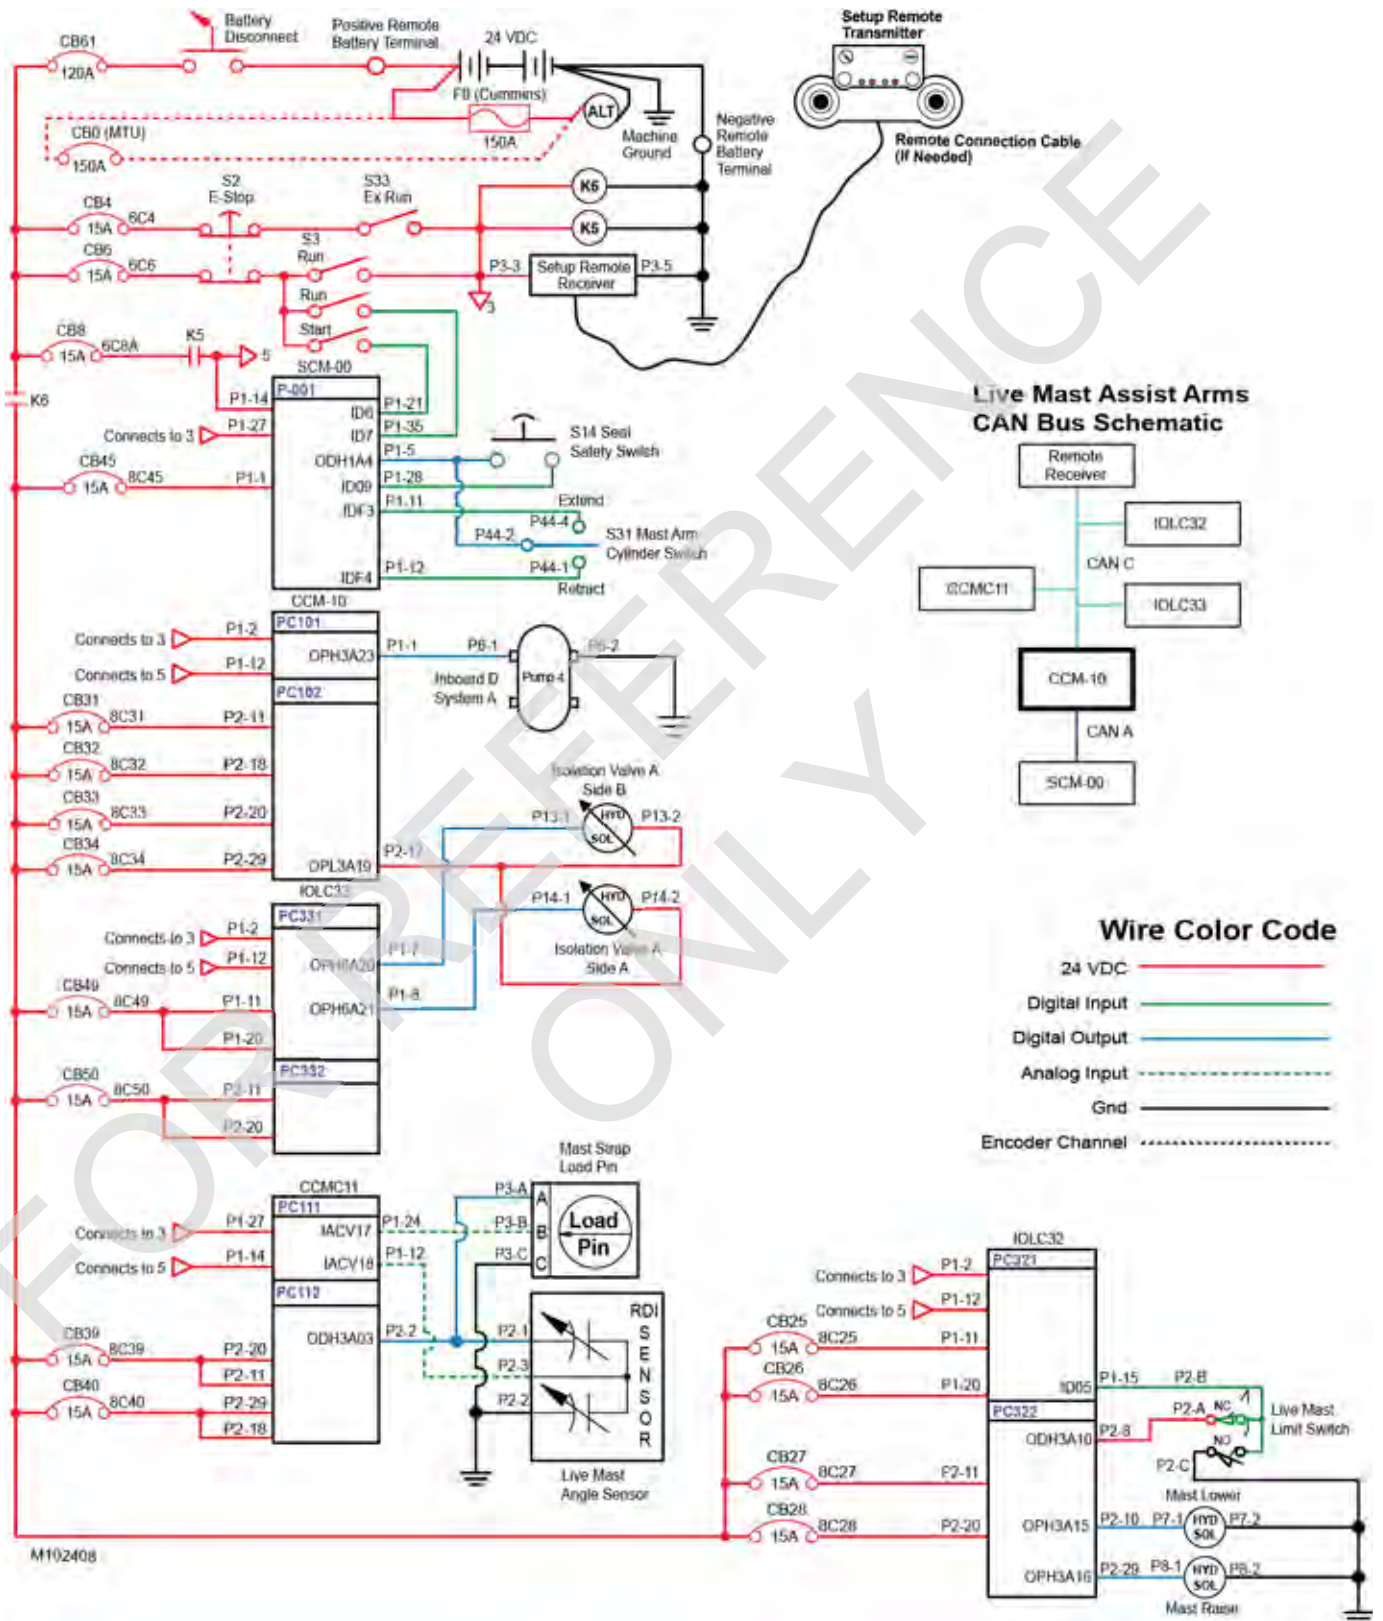 Battery
Disconnect
CB61
120A
Positive Remote
Battery Terminal
24 VDC
F0 (Cummins)
150A
ALT
CB0 (MTU)
150A
Machine
Ground
Negative
Remote
Battery
Terminal
Setup Remote
Transmitter
Remote Connection Cable
(If Needed)
CB4
15A
6C4
S2
E-Stop
S33
Ex Run
K6
K5
CB6
15A
6C6
S3
Run
Run
Start
P3-3
Setup Remote
Receiver
P3-5
3
CB8
15A
6C8A
K5
5
K6
SCM-00
P-001
P1-14
Connects to 3
P1-27
CB45
15A
8C45
P1-1
ID6
P1-21
ID7
P1-35
ODH1A4
P1-5
ID09
P1-28
IDF3
P1-11
IDF4
P1-12
S14 Seat
Safety Switch
Extend
P44-4
P44-2
S31 Mast Arm
Cylinder Switch
P44-1
Retract
CCM-10
PC101
Connects to 3
P1-2
Connects to 5
P1-12
OPH3A23
P1-1
P6-1
Pump 4
P6-2
Inboard D
System A
PC102
CB31
15A
8C31
P2-11
CB32
15A
8C32
P2-18
CB33
15A
8C33
P2-20
CB34
15A
8C34
P2-29
OPL3A19
P2-17
Isolation Valve A
Side B
P13-1
HYD
SOL
P13-2
P14-1
HYD
SOL
P14-2
Isolation Valve A
Side A
IOLC33
PC331
Connects to 3
P1-2
Connects to 5
P1-12
CB49
15A
8C49
P1-11
P1-20
OPH6A20
P1-7
OPH6A21
P1-8
PC332
CB50
15A
8C50
P2-11
P2-20
CCMC11
PC111
Connects to 3
P1-27
Connects to 5
P1-14
IACV17
P1-24
IACV18
P1-12
PC112
ODH3A03
P2-2
CB39
15A
8C39
P2-20
P2-11
CB40
15A
8C40
P2-29
P2-18
Mast Strap
Load Pin
P3-A
A
P3-B
B
P3-C
C
Load
Pin
P2-1
P2-3
P2-2
RDI
SENSOR
Live Mast
Angle Sensor
Live Mast Assist Arms
CAN Bus Schematic
Remote
Receiver
IOLC32
CAN C
CCMC11
IOLC33
CCM-10
CAN A
SCM-00
Wire Color Code
24 VDC
Digital Input
Digital Output
Analog Input
Gnd
Encoder Channel
IOLC32
PC321
Connects to 3
P1-2
Connects to 5
P1-12
CB25
15A
8C25
P1-11
CB26
15A
8C26
P1-20
ID05
P1-15
P2-B
PC322
ODH3A10
P2-8
P2-A
NC
NO
P2-C
Live Mast
Limit Switch
CB27
15A
8C27
P2-11
CB28
15A
8C28
P2-20
Mast Lower
OPH3A15
P2-10
P7-1
HYD
SOL
P7-2
OPH3A16
P2-29
P8-1
HYD
SOL
P8-2
Mast Raise
M102408
FOR REFERENCE
ONLY